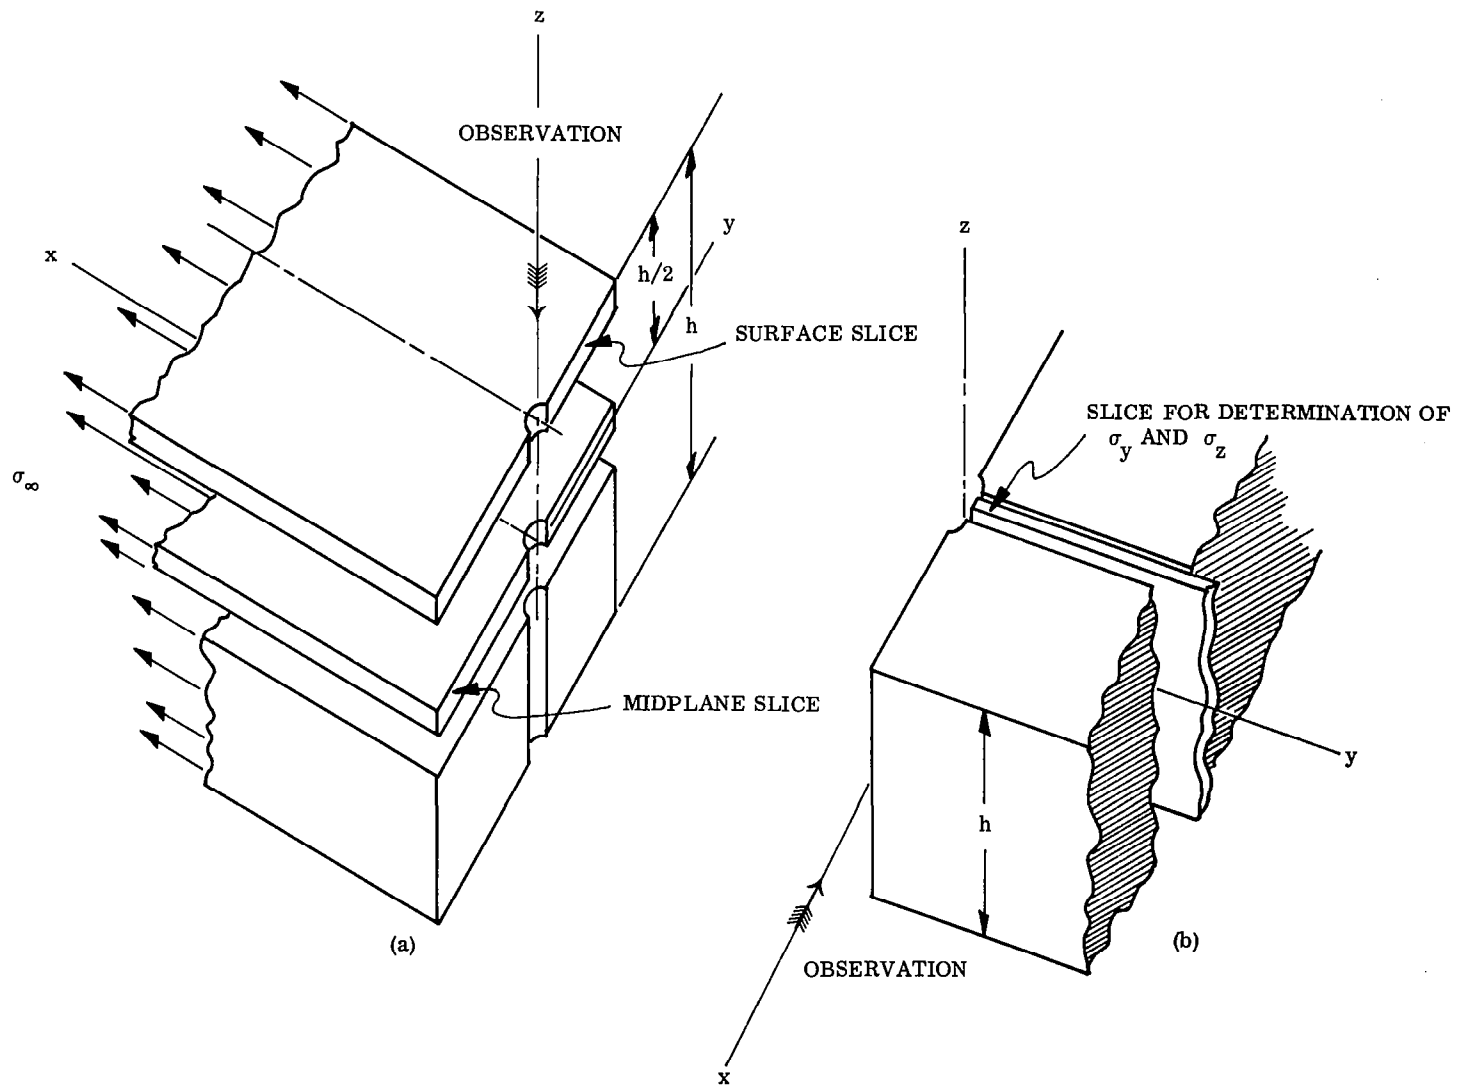 z
OBSERVATION
x
y
h/2
h
SURFACE SLICE
σ∞
MIDPLANE SLICE
(a)
z
SLICE FOR DETERMINATION OF
σy AND σz
y
h
(b)
OBSERVATION
x